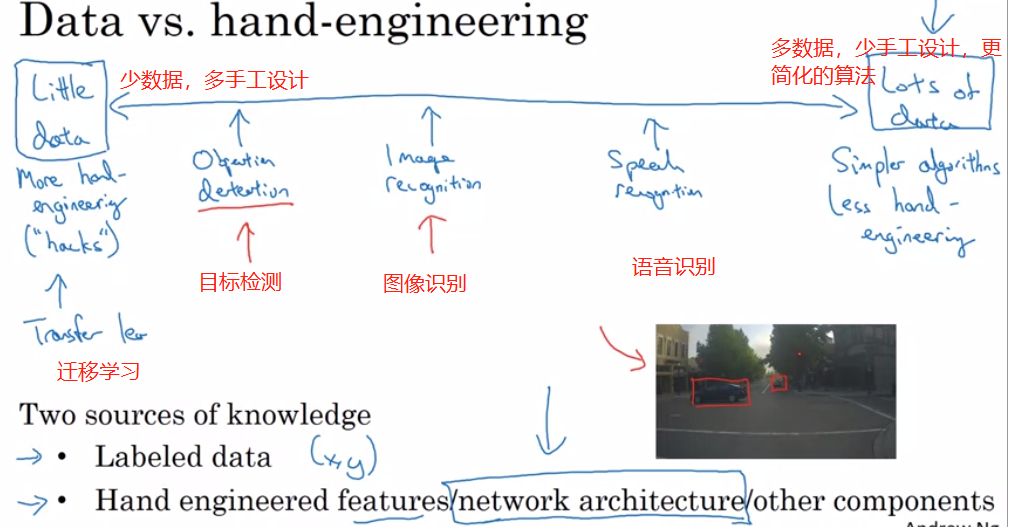 Data vs. hand-engineering
Little
data
少数据，多手工设计
多数据，少手工设计，更
简化的算法
Lots of
data
More hand-
engineering
("hacks")
Objection
detection
Image
recognition
Speech
recognition
Simpler algorithms
Less hand-
engineering
目标检测
图像识别
语音识别
Transfer
迁移学习
Two sources of knowledge
• Labeled data (x,y)
• Hand engineered features/network architecture/other components
Andrew Ng